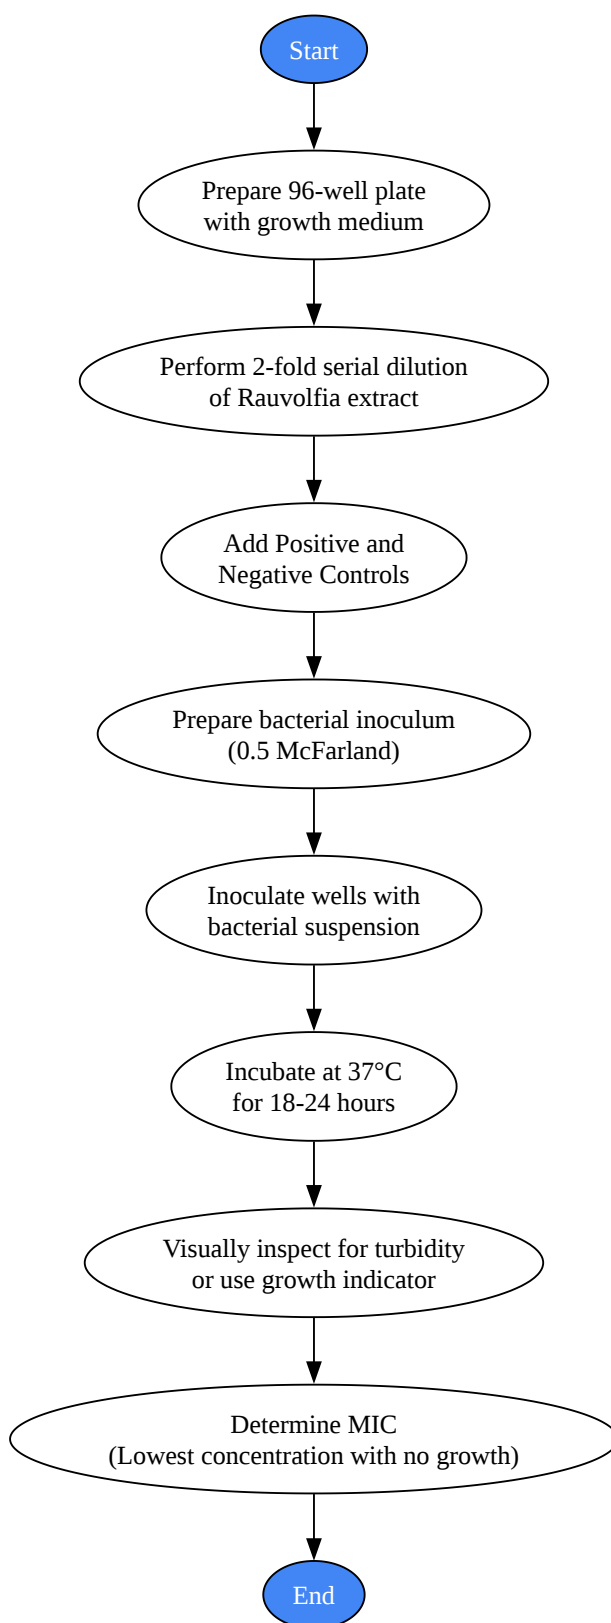 Start
Prepare 96-well plate
with growth medium
Perform 2-fold serial dilution
of Rauvolfia extract
Add Positive and
Negative Controls
Prepare bacterial inoculum
(0.5 McFarland)
Inoculate wells with
bacterial suspension
Incubate at 37°C
for 18-24 hours
Visually inspect for turbidity
or use growth indicator
Determine MIC
(Lowest concentration with no growth)
End